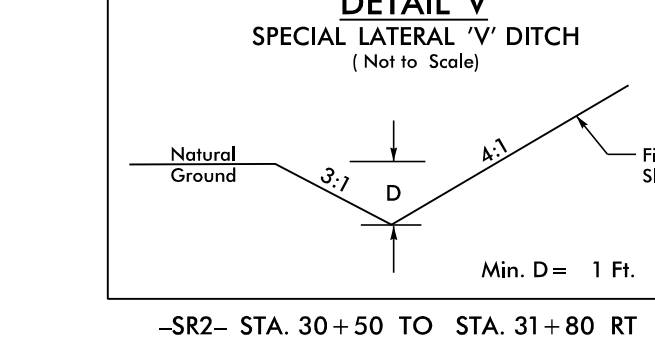 DETAIL V
SPECIAL LATERAL 'V' DITCH
( Not to Scale)
Natural
Ground
3:1
D
4:1
Min. D = 1 Ft.
–SR2– STA. 30+50 TO STA. 31+80 RT